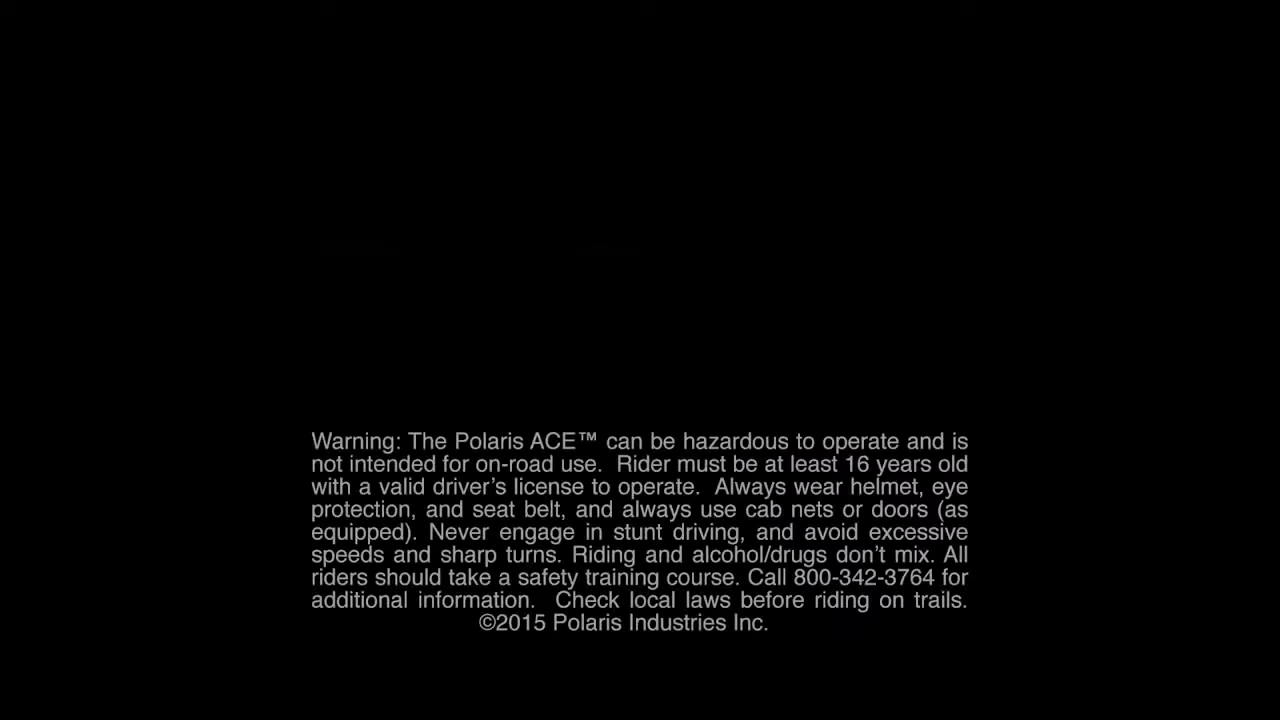 Warning: The Polaris ACE™ can be hazardous to operate and is
not intended for on-road use.  Rider must be at least 16 years old
with a valid driver's license to operate.  Always wear helmet, eye
protection, and seat belt, and always use cab nets or doors (as
equipped). Never engage in stunt driving, and avoid excessive
speeds and sharp turns. Riding and alcohol/drugs don't mix. All
riders should take a safety training course. Call 800-342-3764 for
additional information.  Check local laws before riding on trails.
©2015 Polaris Industries Inc.